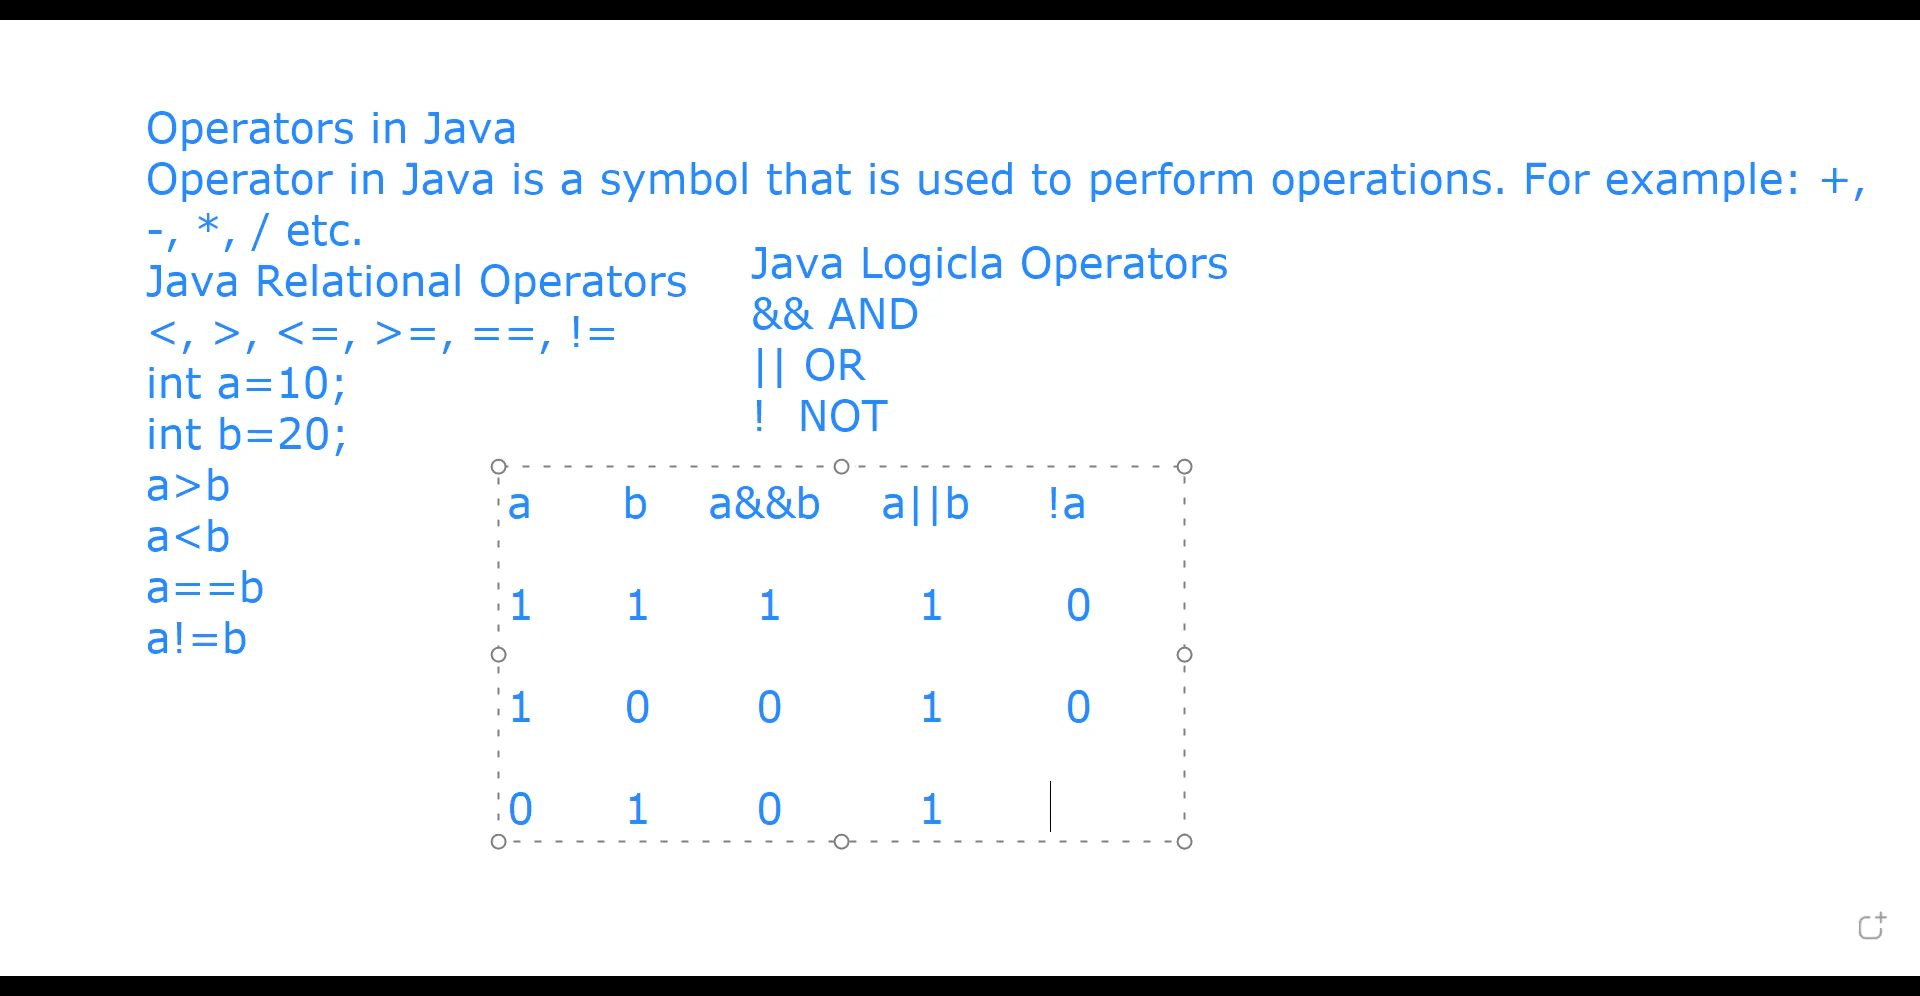 Operators in Java
Operator in Java is a symbol that is used to perform operations. For example: +,
-, *, / etc.
Java Relational Operators
<, >, <=, >=, ==, !=
int a=10;
int b=20;
a>b
a<b
a==b
a!=b
Java Logicla Operators
&& AND
|| OR
! NOT
a b a&&b a||b !a
1 1 1 1 0
1 0 0 1 0
0 1 0 1